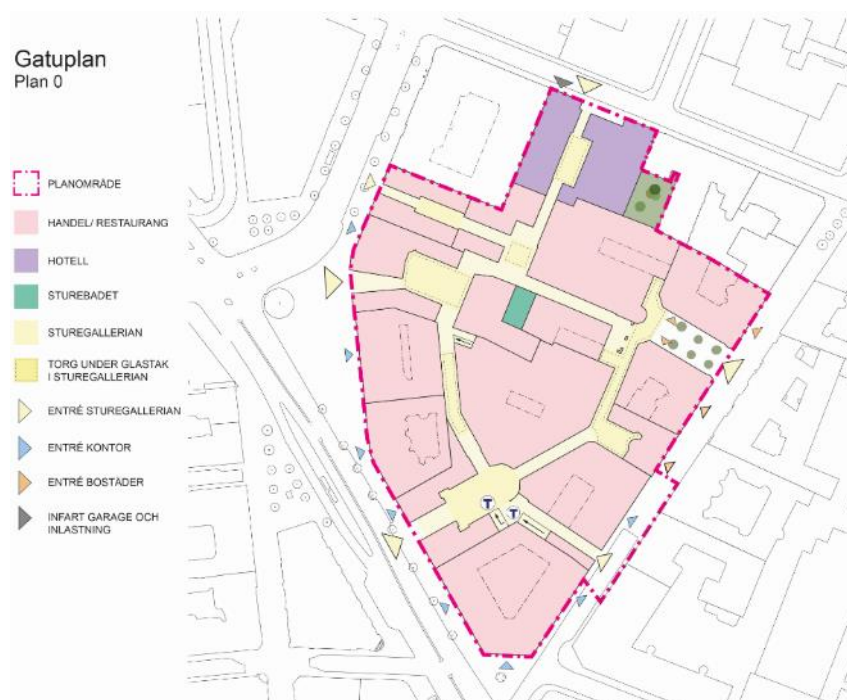 Gatuplan
Plan 0
PLANOMRÅDE
HANDEL/ RESTAURANG
HOTELL
STUREBADET
STUREGALLERIAN
TORG UNDER GLASTAK
I STUREGALLERIAN
ENTRÉ STUREGALLERIAN
ENTRÉ KONTOR
ENTRÉ BOSTÄDER
INFART GARAGE OCH
INLASTNING
T
T